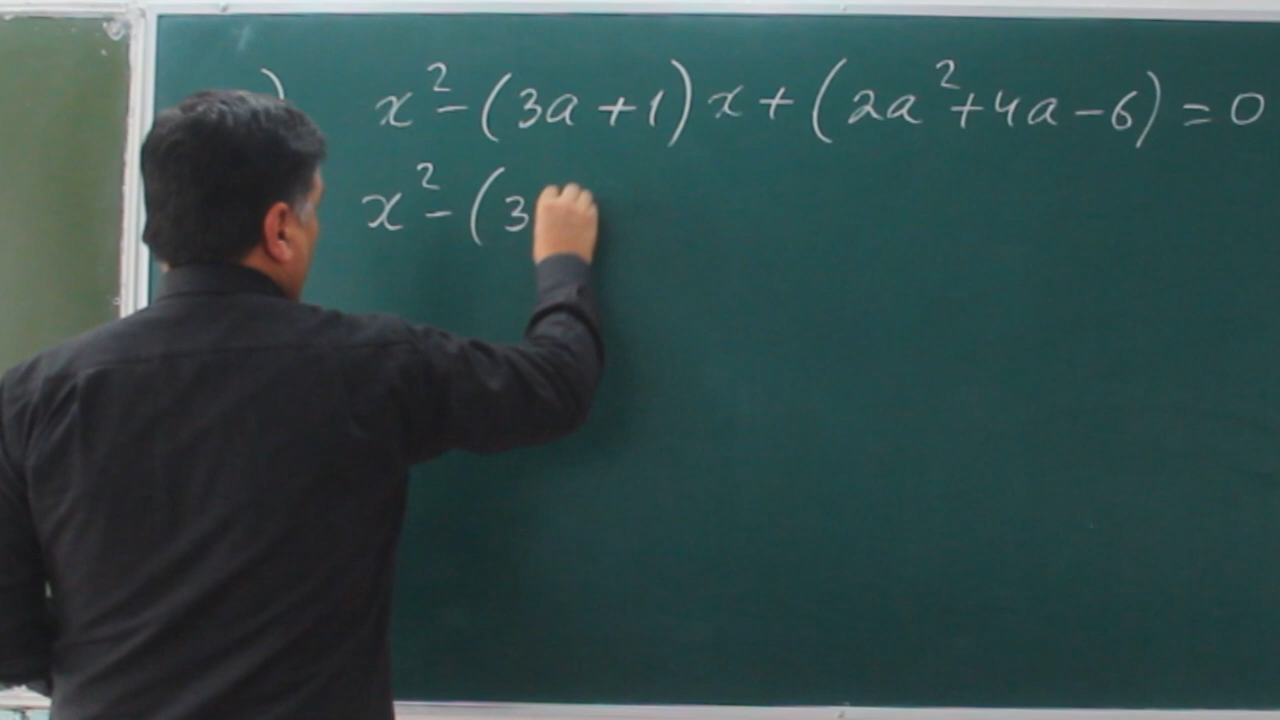 ) x² - (3a + 1) x + (2a² + 4a - 6) = 0
x² - (3